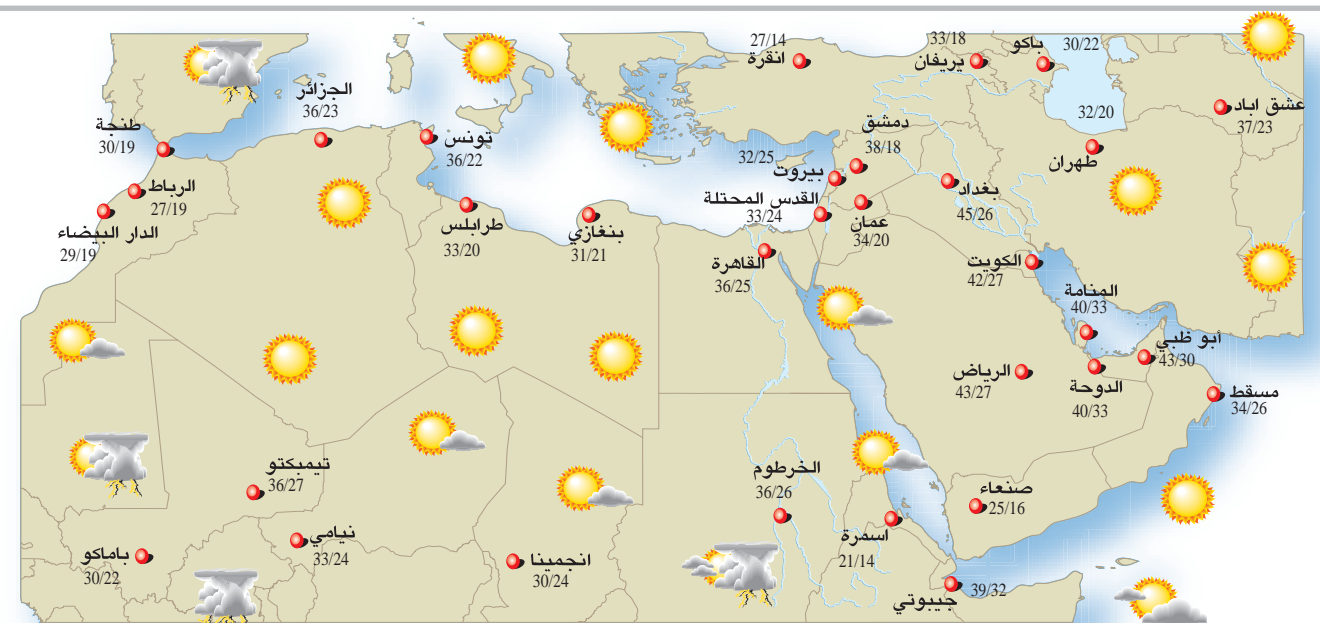 27/14
انقرة
33/18
يريفان
باكو
30/22
عشق اباد
37/23
32/20
طهران
الجزائر
36/23
طنجة
30/19
تونس
36/22
دمشق
38/18
32/25
بيروت
الرباط
27/19
القدس المحتلة
33/24
بغداد
45/26
عمان
34/20
الدار البيضاء
29/19
طرابلس
33/20
بنغازي
31/21
القاهرة
36/25
الكويت
42/27
المنامة
40/33
أبو ظبي
43/30
الرياض
43/27
الدوحة
40/33
مسقط
34/26
تيمبكتو
36/27
الخرطوم
36/26
صنعاء
25/16
نيامي
33/24
اسمرة
21/14
باماكو
30/22
انجمينا
30/24
39/32
جيبوتي